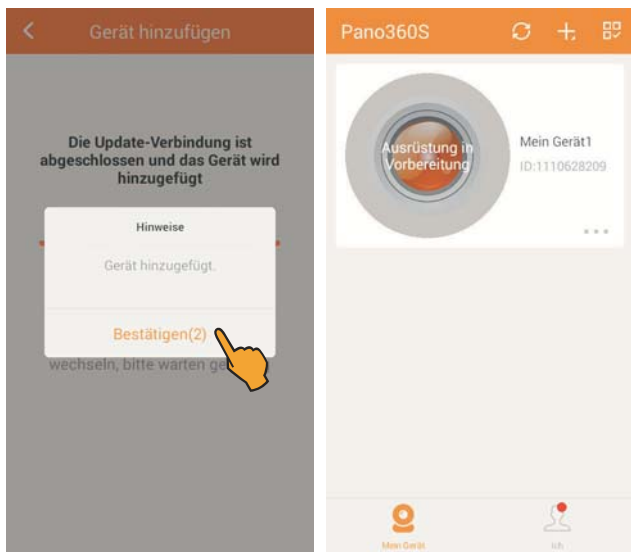 Gerät hinzufügen
Die Update-Verbindung ist
abgeschlossen und das Gerät wird
hinzugefügt
Hinweise
Gerät hinzugefügt.
Bestätigen(2)
wechseln, bitte warten
Pano360S
Ausrüstung in
Vorbereitung
Mein Gerät1
ID:1110628209
Mein Gerät
Ich